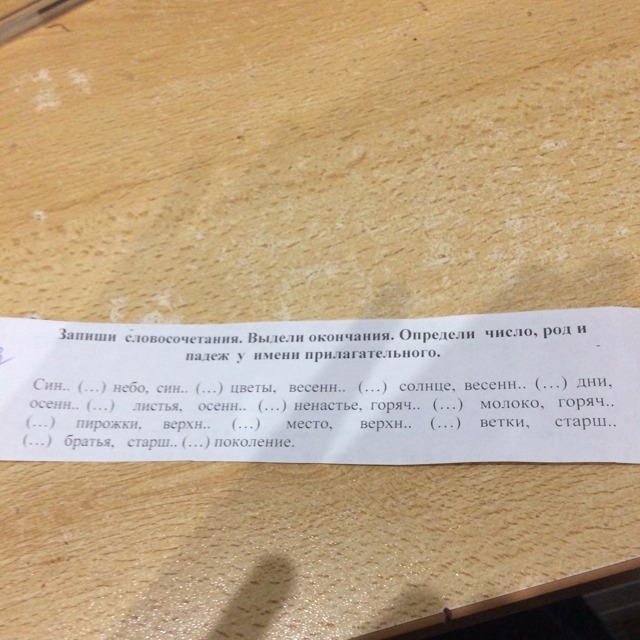 Запиши словосочетания. Выдели окончания. Определи число, род и
падеж у имени прилагательного.
Син.. (…) небо, син.. (…) цветы, весенн.. (…) солнце, весенн.. (…) дни,
осенн.. (…) листья, осенн.. (…) ненастье, горяч.. (…) молоко, горяч..
(…) пирожки, верхн.. (…) место, верхн.. (…) ветки, старш..
(…) братья, старш.. (…) поколение.